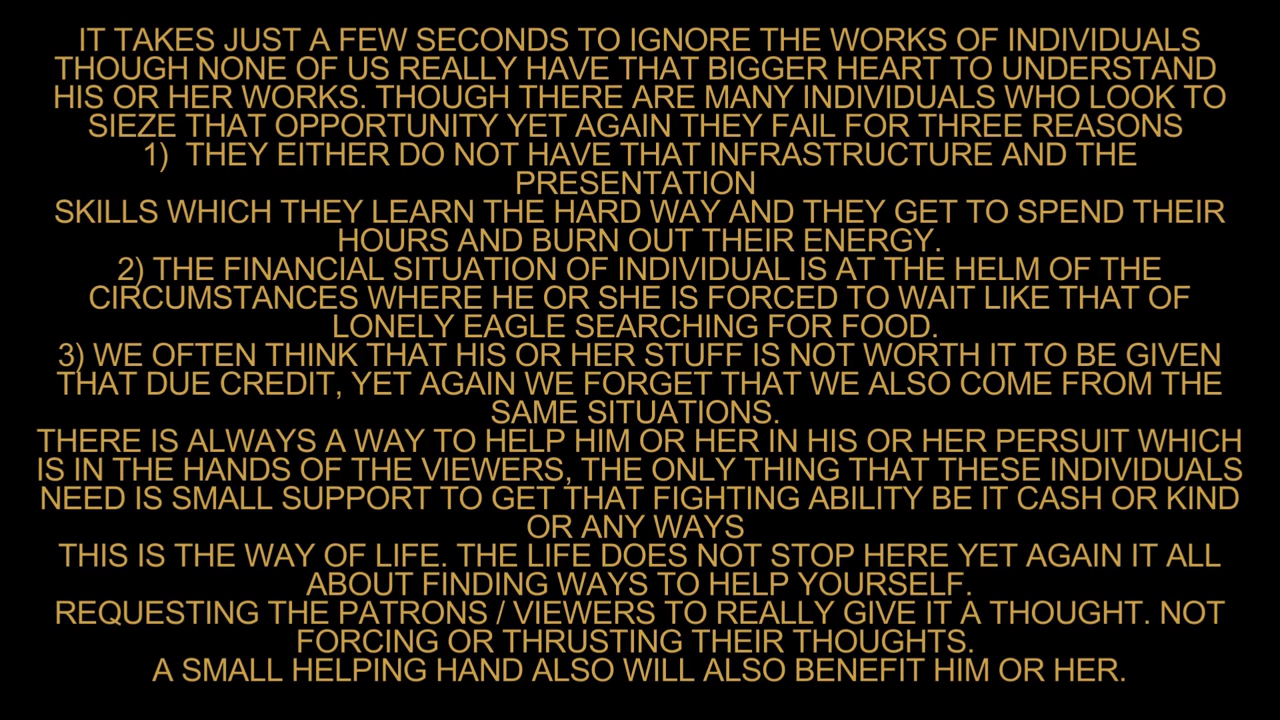 IT TAKES JUST A FEW SECONDS TO IGNORE THE WORKS OF INDIVIDUALS
THOUGH NONE OF US REALLY HAVE THAT BIGGER HEART TO UNDERSTAND
HIS OR HER WORKS. THOUGH THERE ARE MANY INDIVIDUALS WHO LOOK TO
SIEZE THAT OPPORTUNITY YET AGAIN THEY FAIL FOR THREE REASONS
1) THEY EITHER DO NOT HAVE THAT INFRASTRUCTURE AND THE
PRESENTATION
SKILLS WHICH THEY LEARN THE HARD WAY AND THEY GET TO SPEND THEIR
HOURS AND BURN OUT THEIR ENERGY.
2) THE FINANCIAL SITUATION OF INDIVIDUAL IS AT THE HELM OF THE
CIRCUMSTANCES WHERE HE OR SHE IS FORCED TO WAIT LIKE THAT OF
LONELY EAGLE SEARCHING FOR FOOD.
3) WE OFTEN THINK THAT HIS OR HER STUFF IS NOT WORTH IT TO BE GIVEN
THAT DUE CREDIT, YET AGAIN WE FORGET THAT WE ALSO COME FROM THE
SAME SITUATIONS.
THERE IS ALWAYS A WAY TO HELP HIM OR HER IN HIS OR HER PERSUIT WHICH
IS IN THE HANDS OF THE VIEWERS, THE ONLY THING THAT THESE INDIVIDUALS
NEED IS SMALL SUPPORT TO GET THAT FIGHTING ABILITY BE IT CASH OR KIND
OR ANY WAYS
THIS IS THE WAY OF LIFE. THE LIFE DOES NOT STOP HERE YET AGAIN IT ALL
ABOUT FINDING WAYS TO HELP YOURSELF.
REQUESTING THE PATRONS / VIEWERS TO REALLY GIVE IT A THOUGHT. NOT
FORCING OR THRUSTING THEIR THOUGHTS.
A SMALL HELPING HAND ALSO WILL ALSO BENEFIT HIM OR HER.